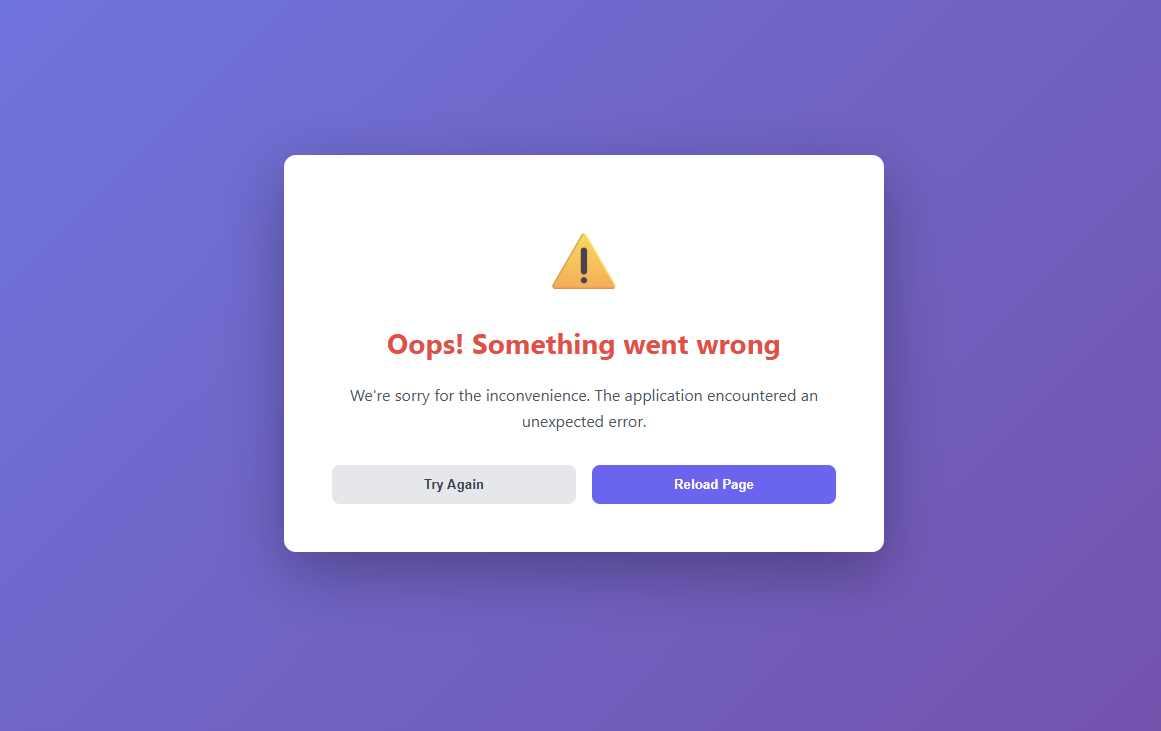 Oops! Something went wrong
We're sorry for the inconvenience. The application encountered an
unexpected error.
Try Again
Reload Page